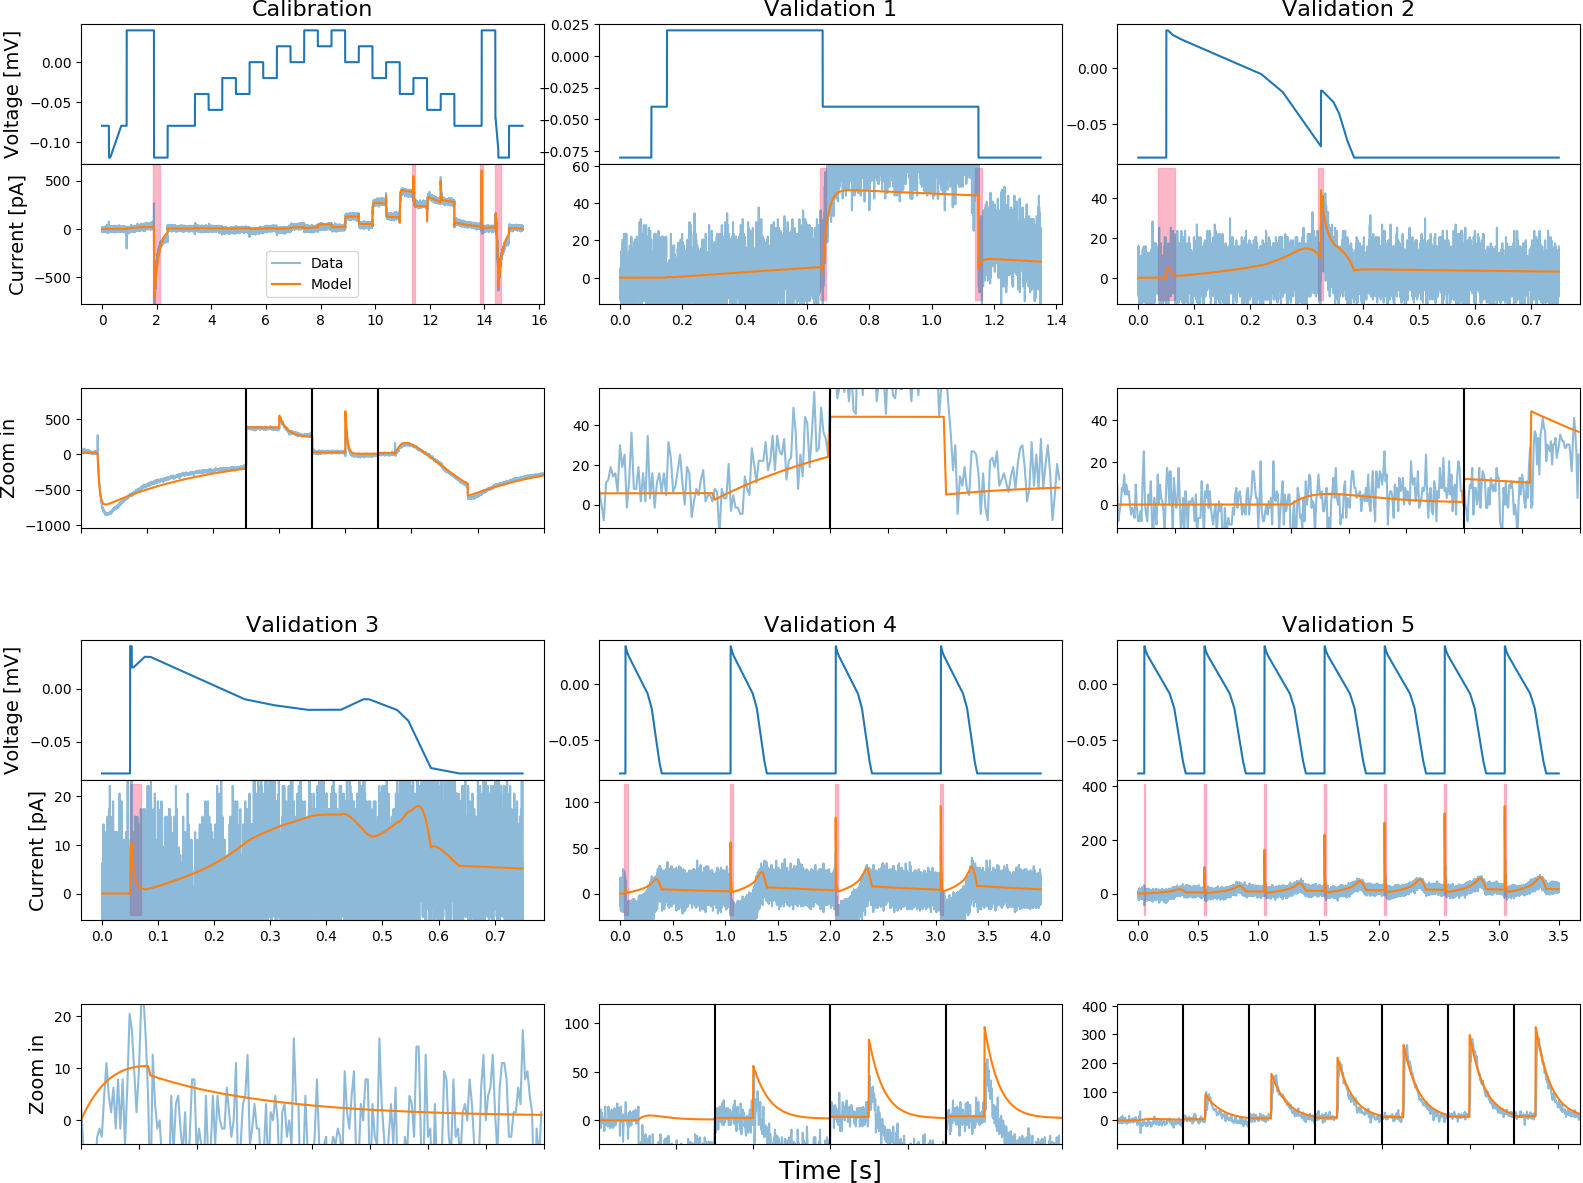 Calibration
Validation 1
Validation 2
Voltage [mV]
0.00
−0.05
−0.10
0.025
0.000
−0.025
−0.050
−0.075
0.00
−0.05
Current [pA]
500
0
−500
Data
Model
0 2 4 6 8 10 12 14 16
60
40
20
0
0.0 0.2 0.4 0.6 0.8 1.0 1.2 1.4
40
20
0
0.0 0.1 0.2 0.3 0.4 0.5 0.6 0.7
Zoom in
500
0
−500
−1000
40
20
0
40
20
0
Validation 3
Validation 4
Validation 5
Voltage [mV]
0.00
−0.05
0.00
−0.05
0.00
−0.05
Current [pA]
20
10
0
0.0 0.1 0.2 0.3 0.4 0.5 0.6 0.7
100
50
0
0.0 0.5 1.0 1.5 2.0 2.5 3.0 3.5 4.0
400
200
0
0.0 0.5 1.0 1.5 2.0 2.5 3.0 3.5
Zoom in
20
10
0
100
50
0
400
300
200
100
0
Time [s]